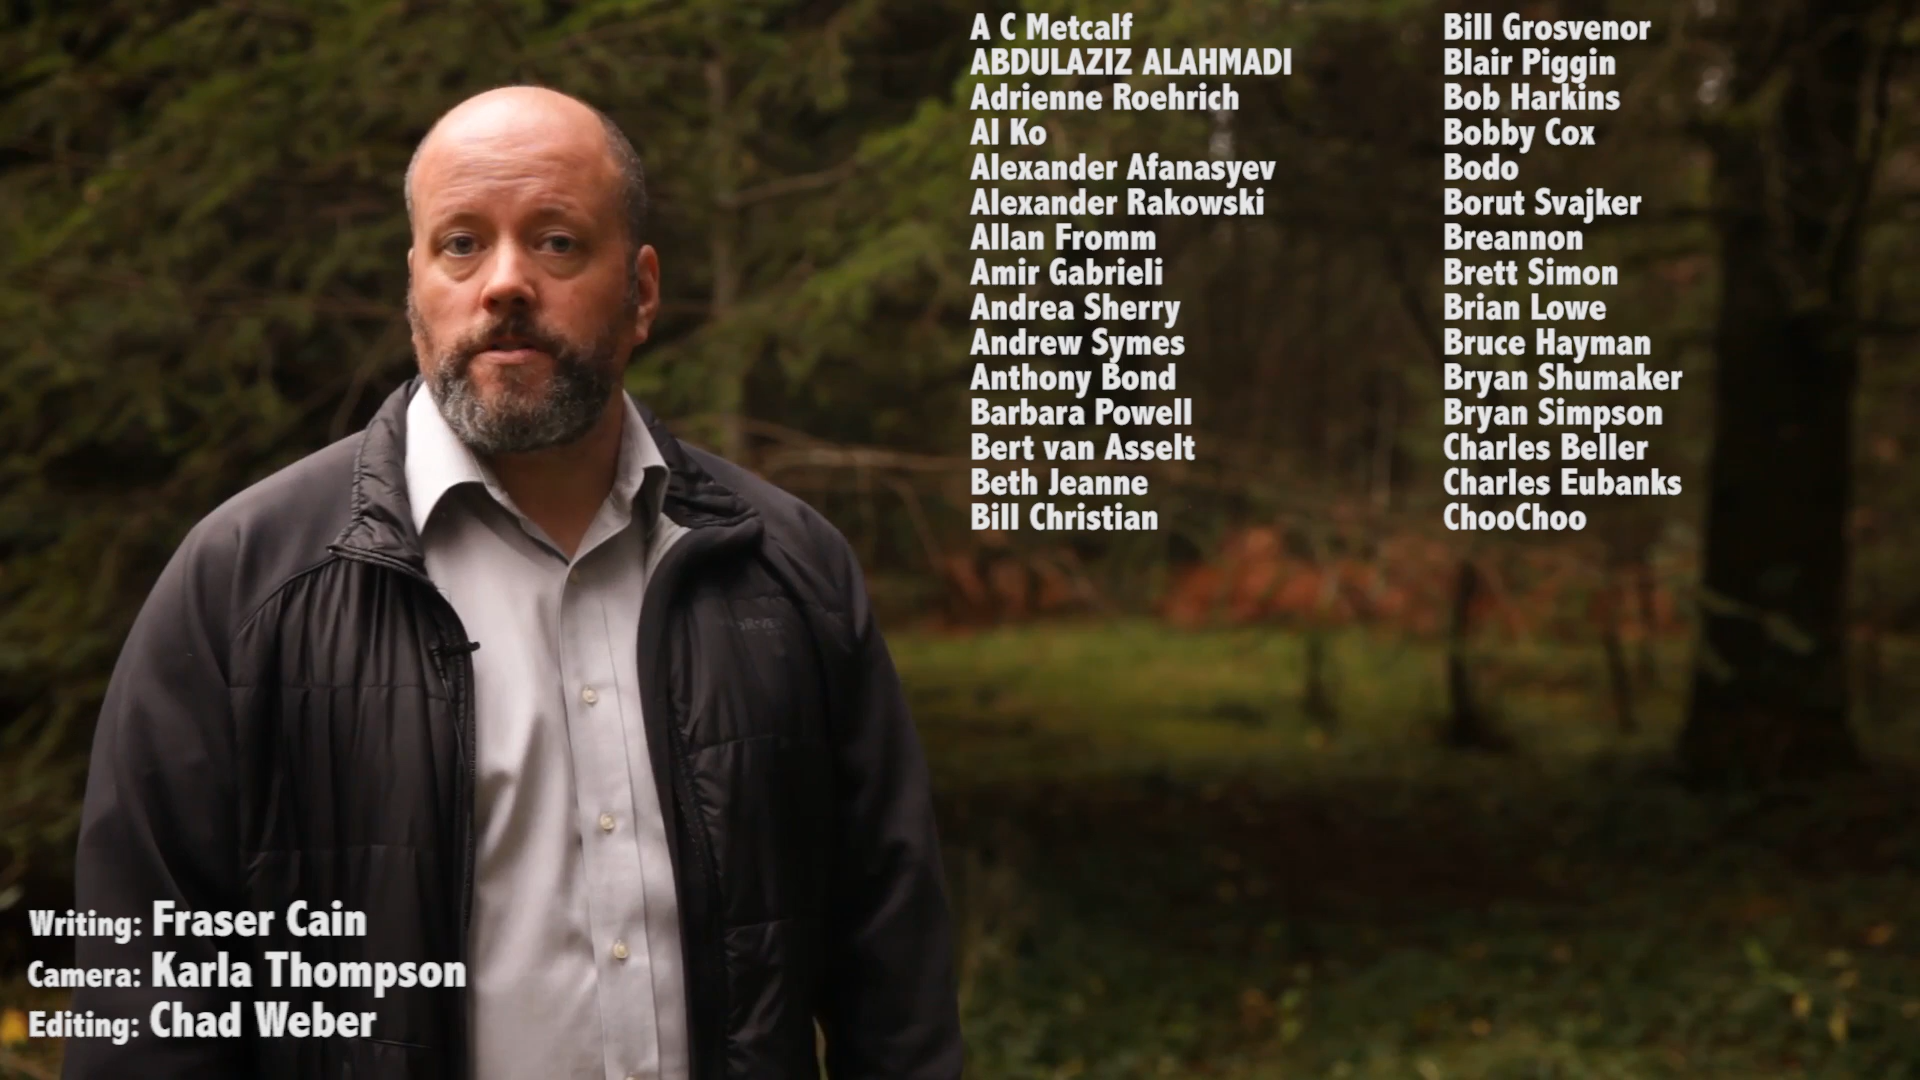 A C Metcalf
ABDULAZIZ ALAHMADI
Adrienne Roehrich
Al Ko
Alexander Afanasyev
Alexander Rakowski
Allan Fromm
Amir Gabrieli
Andrea Sherry
Andrew Symes
Anthony Bond
Barbara Powell
Bert van Asselt
Beth Jeanne
Bill Christian
Bill Grosvenor
Blair Piggin
Bob Harkins
Bobby Cox
Bodo
Borut Svajker
Breannon
Brett Simon
Brian Lowe
Bruce Hayman
Bryan Shumaker
Bryan Simpson
Charles Beller
Charles Eubanks
ChooChoo
Writing: Fraser Cain
Camera: Karla Thompson
Editing: Chad Weber